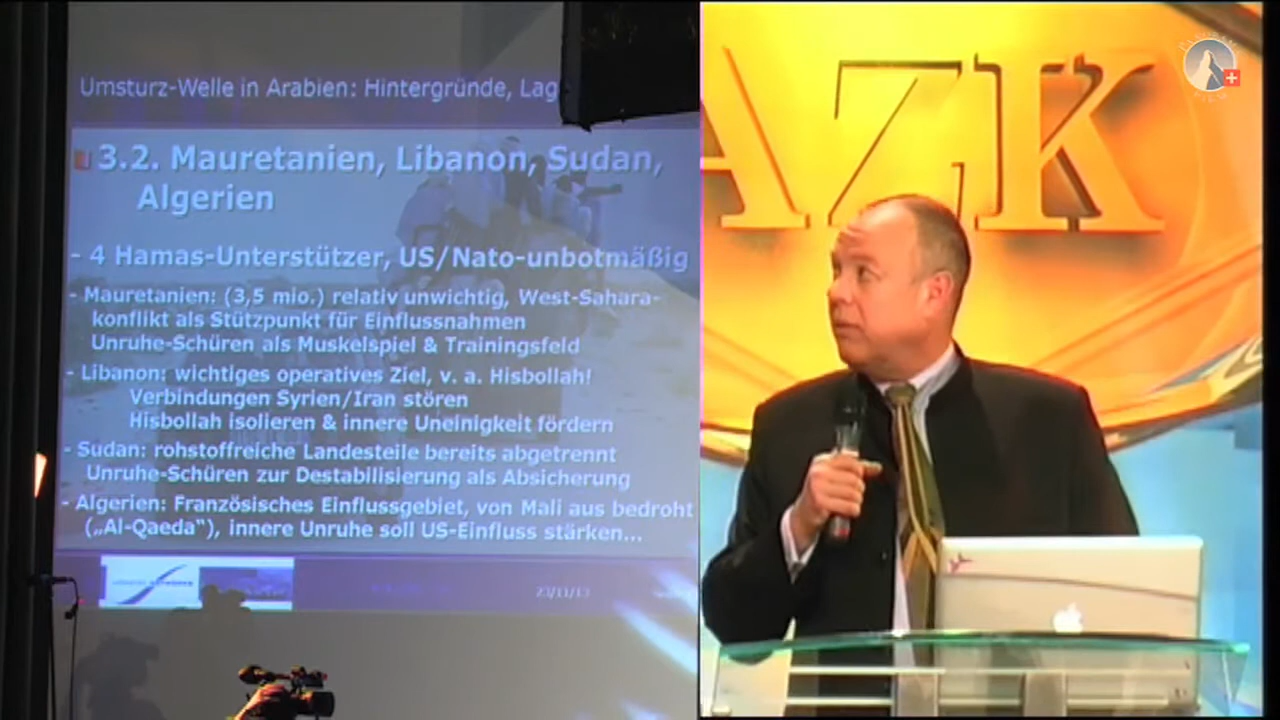 Umsturz-Welle in Arabien: Hintergründe, Lag
3.2. Mauretanien, Libanon, Sudan,
Algerien
- 4 Hamas-Unterstützer, US/Nato-unbotmäßig
- Mauretanien: (3,5 mio.) relativ unwichtig, West-Sahara-
konflikt als Stützpunkt für Einflussnahmen
Unruhe-Schüren als Muskelspiel & Trainingsfeld
- Libanon: wichtiges operatives Ziel, v. a. Hisbollah!
Verbindungen Syrien/Iran stören
Hisbollah isolieren & innere Uneinigkeit fördern
- Sudan: rohstoffreiche Landesteile bereits abgetrennt
Unruhe-Schüren zur Destabilisierung als Absicherung
- Algerien: Französisches Einflussgebiet, von Mali aus bedroht
(„Al-Qaeda“), innere Unruhe soll US-Einfluss stärken...
AZK